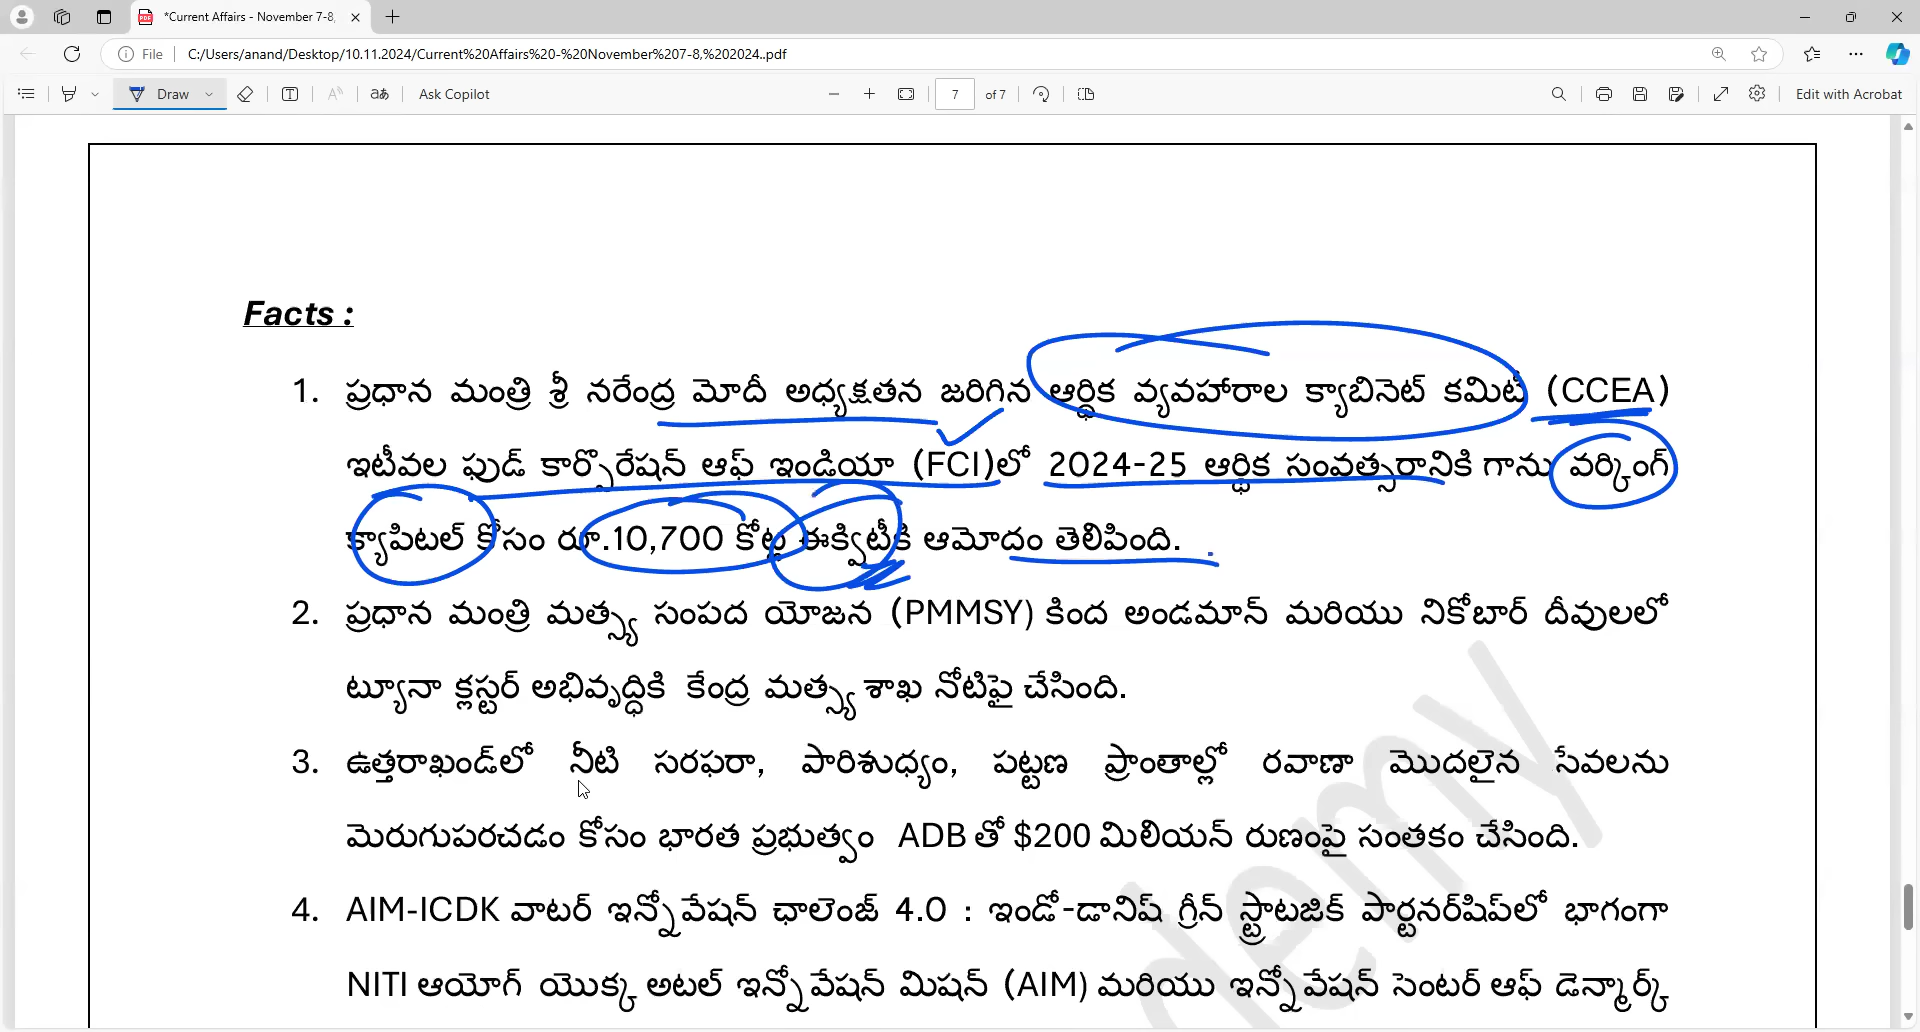 *Current Affairs - November 7-8,
File
C:/Users/anand/Desktop/10.11.2024/Current%20Affairs%20-%20November%207-8,%202024..pdf
Draw
Ask Copilot
7 of 7
Edit with Acrobat
Facts :
1. ప్రధాన మంత్రి శ్రీ నరేంద్ర మోదీ అధ్యక్షతన జరిగిన ఆర్థిక వ్యవహారాల క్యాబినెట్ కమిటీ (CCEA)
ఇటీవల ఫుడ్ కార్పొరేషన్ ఆఫ్ ఇండియా (FCI)లో 2024-25 ఆర్థిక సంవత్సరానికి గాను వర్కింగ్
క్యాపిటల్ కోసం రూ.10,700 కోట్ల ఈక్విటీకి ఆమోదం తెలిపింది.
2. ప్రధాన మంత్రి మత్స్య సంపద యోజన (PMMSY) కింద అండమాన్ మరియు నికోబార్ దీవులలో
ట్యూనా క్లస్టర్ అభివృద్ధికి కేంద్ర మత్స్య శాఖ నోటిఫై చేసింది.
3. ఉత్తరాఖండ్‌లో నీటి సరఫరా, పారిశుధ్యం, పట్టణ ప్రాంతాల్లో రవాణా మొదలైన సేవలను
మెరుగుపరచడం కోసం భారత ప్రభుత్వం ADB తో $200 మిలియన్ రుణంపై సంతకం చేసింది.
4. AIM-ICDK వాటర్ ఇన్నోవేషన్ ఛాలెంజ్ 4.0 : ఇండో-డానిష్ గ్రీన్ స్ట్రాటజిక్ పార్టనర్‌షిప్‌లో భాగంగా
NITI ఆయోగ్ యొక్క అటల్ ఇన్నోవేషన్ మిషన్ (AIM) మరియు ఇన్నోవేషన్ సెంటర్ ఆఫ్ డెన్మార్క్